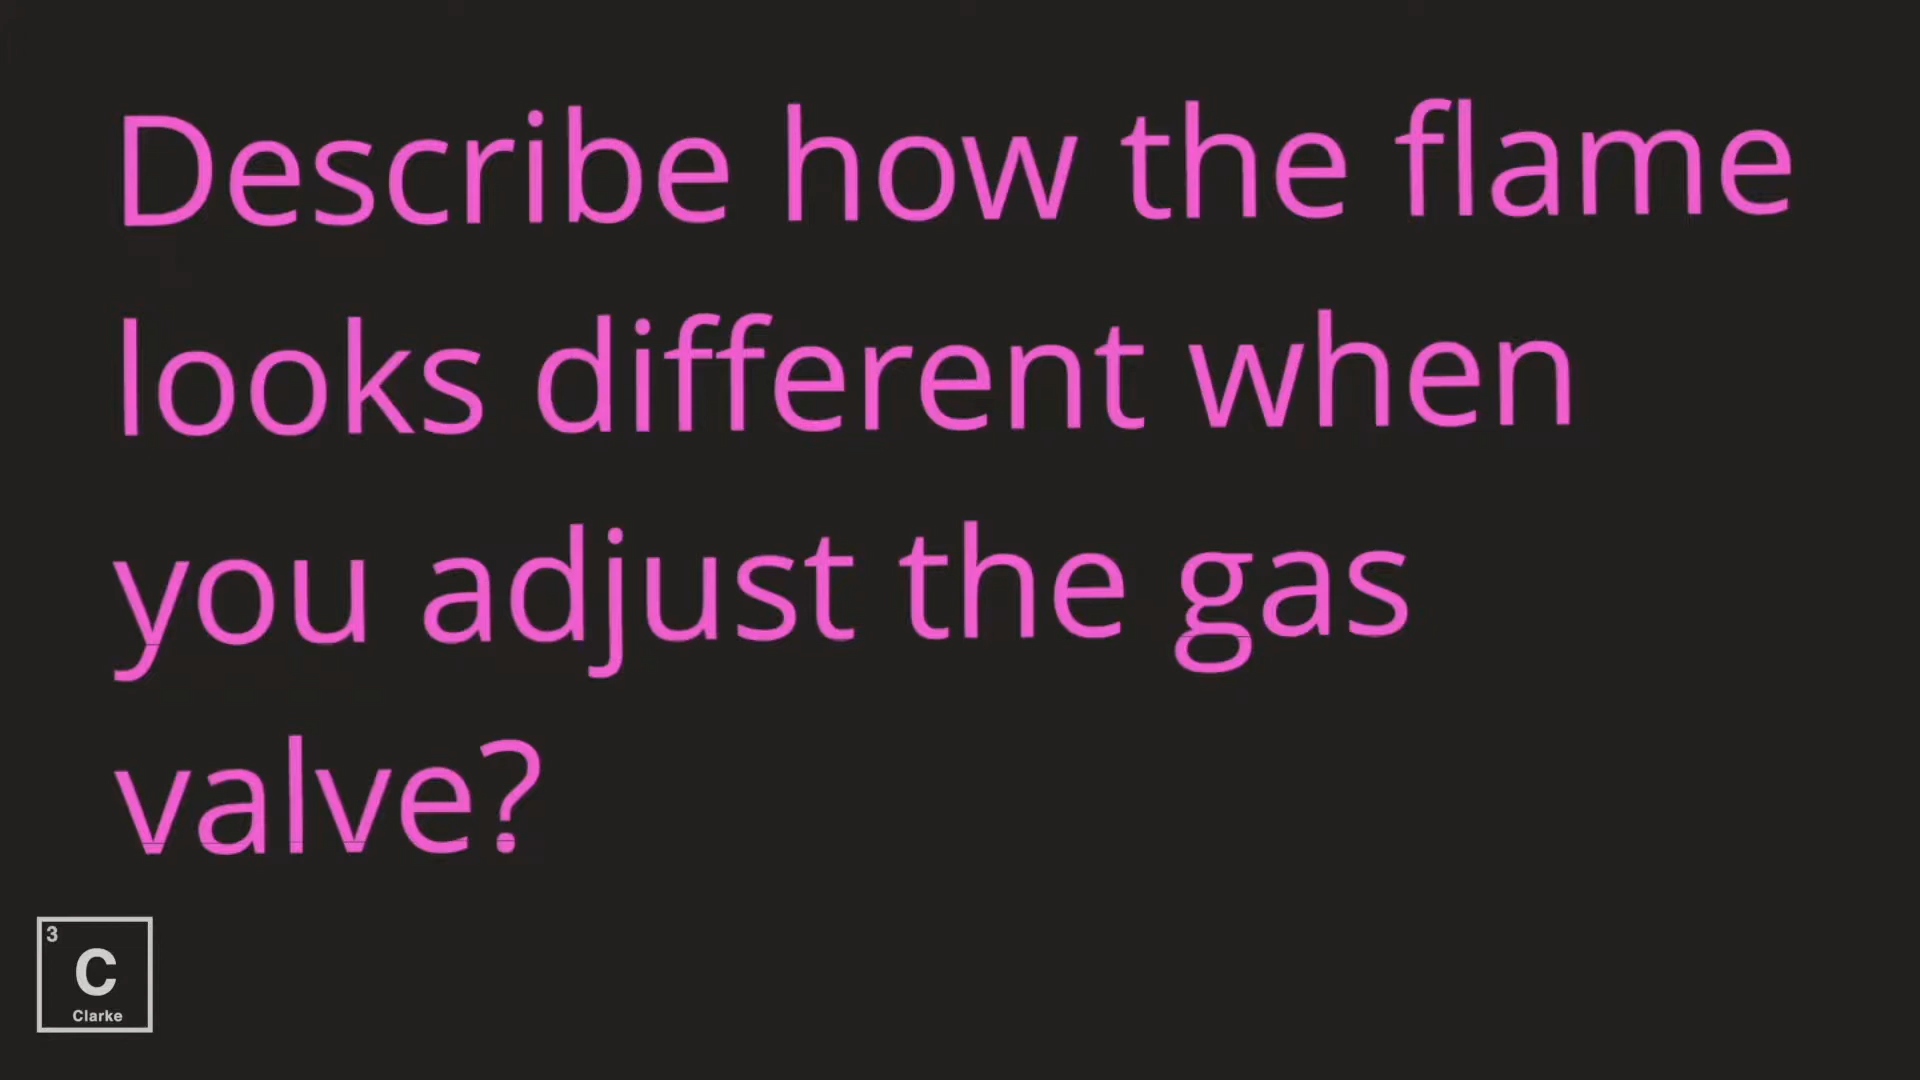 Describe how the flame
looks different when
you adjust the gas
valve?
3
C
Clarke